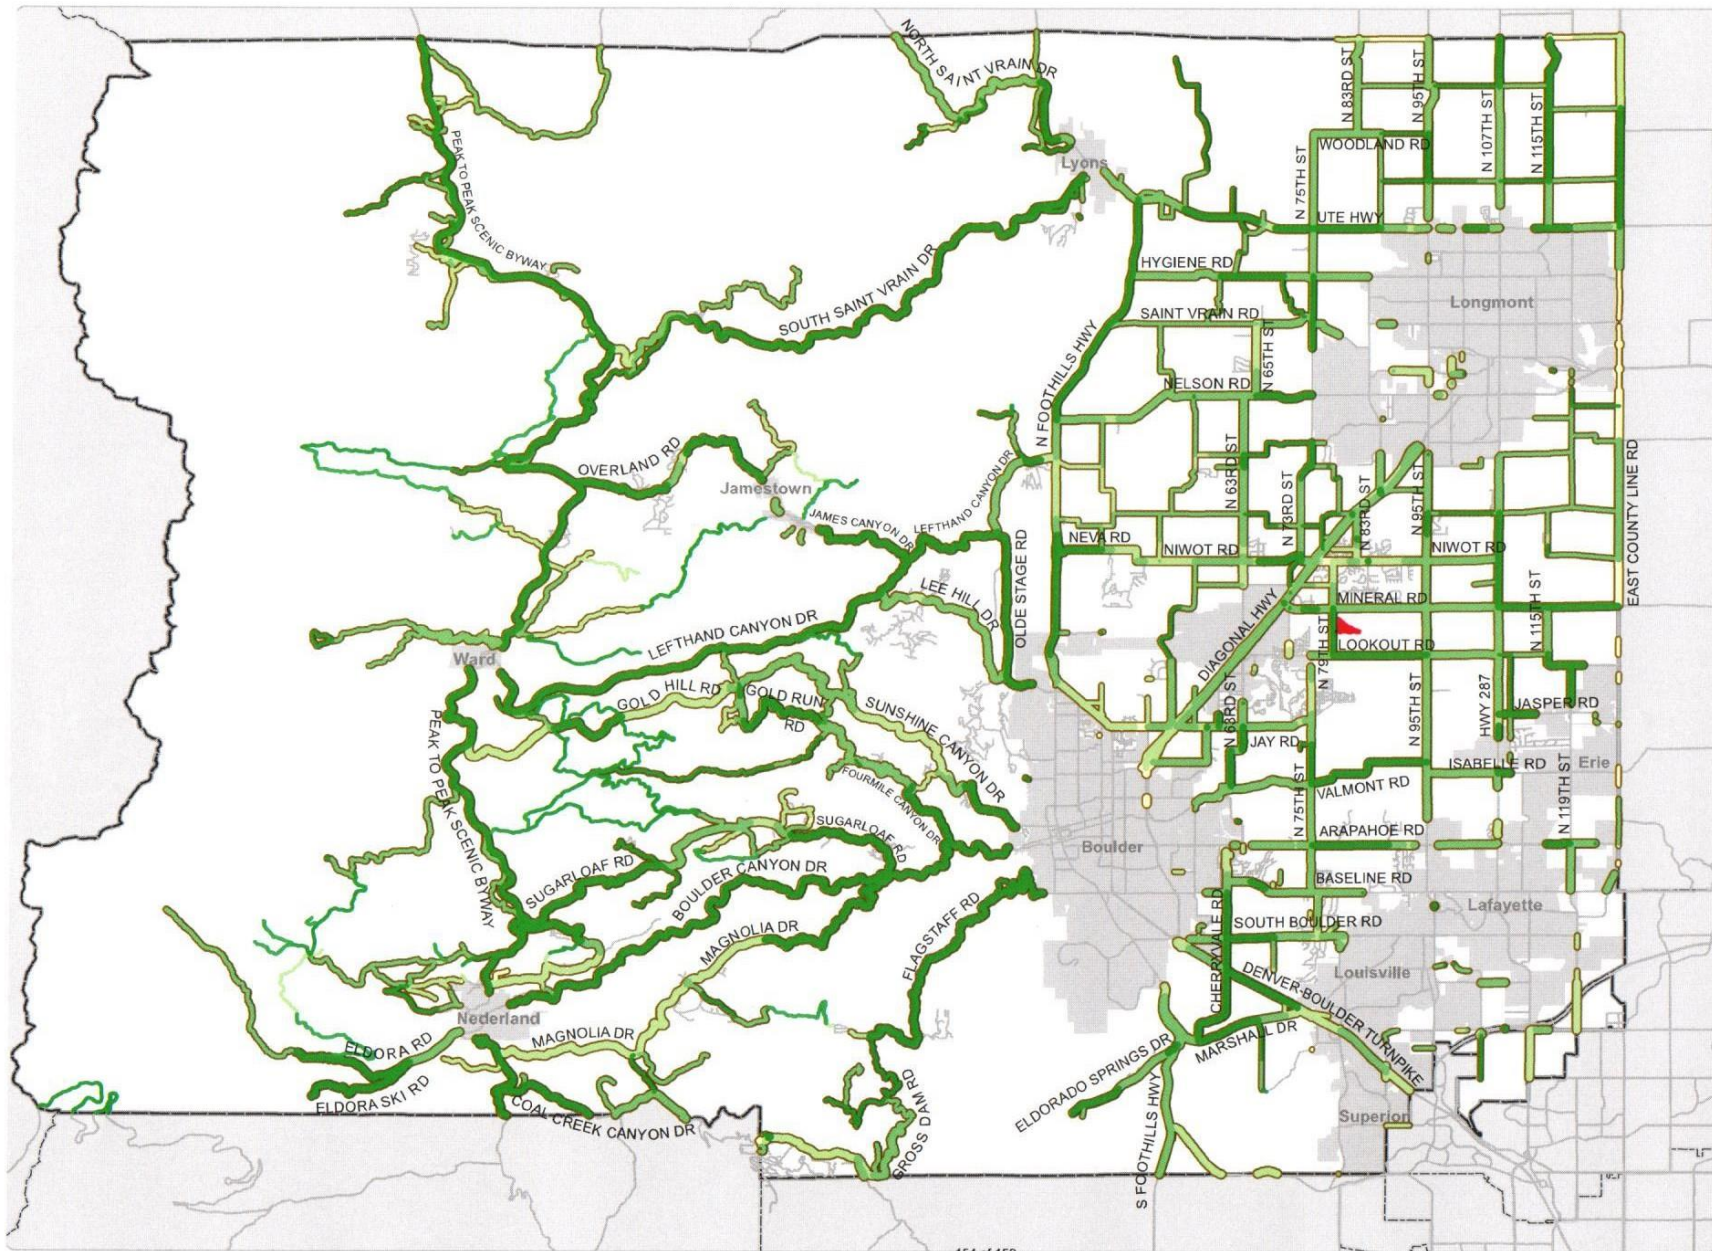 NORTH SAINT VRAIN DR
N 83RD ST
N 95TH ST
N 107TH ST
N 115TH ST
WOODLAND RD
PEAK TO PEAK SCENIC BYWAY
Lyons
N 75TH ST
UTE HWY
HYGIENE RD
SOUTH SAINT VRAIN DR
Longmont
SAINT VRAIN RD
N 65TH ST
N FOOTHILLS HWY
NELSON RD
OVERLAND RD
Jamestown
LEFTHAND CANYON DR
N 63RD ST
N 73RD ST
N 83RD ST
N 95TH ST
EAST COUNTY LINE RD
JAMES CANYON DR
OLDE STAGE RD
NEVA RD
NIWOT RD
NIWOT RD
LEE HILL DR
MINERAL RD
N 115TH ST
LEFTHAND CANYON DR
DIAGONAL HWY
N 79TH ST
LOOKOUT RD
Ward
GOLD HILL RD
GOLD RUN RD
SUNSHINE CANYON DR
N 63RD ST
N 95TH ST
HWY 287
JASPER RD
JAY RD
PEAK TO PEAK SCENIC BYWAY
FOURMILE CANYON DR
ISABELLE RD
Erie
VALMONT RD
N 75TH ST
N 119TH ST
SUGARLOAF RD
ARAPAHOE RD
Boulder
SUGARLOAF RD
BOULDER CANYON DR
BASELINE RD
Lafayette
FLAGSTAFF RD
CHERRYVALE RD
SOUTH BOULDER RD
MAGNOLIA DR
Louisville
DENVER-BOULDER TURNPIKE
Nederland
MAGNOLIA DR
ELDORA RD
MARSHALL DR
ELDORADO SPRINGS DR
ELDORA SKI RD
COAL CREEK CANYON DR
GROSS DAM RD
S FOOTHILLS HWY
Superior